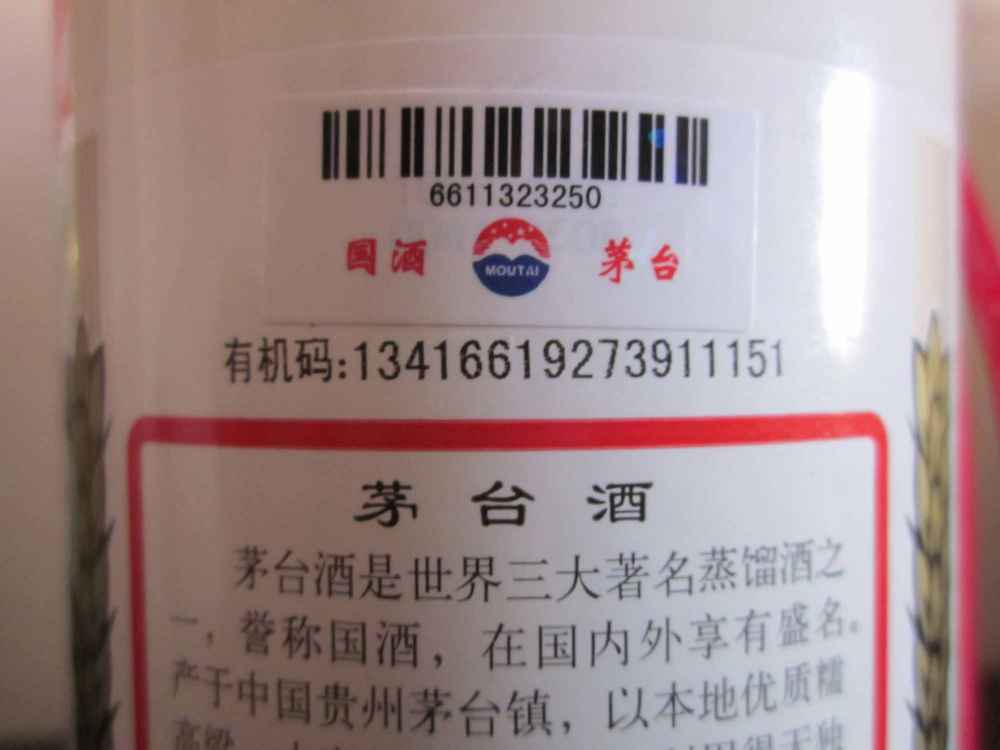 6611323250
国酒 MOUTAI 茅台
有机码:13416619273911151
茅台酒
茅台酒是世界三大著名蒸馏酒之
一，誉称国酒，在国内外享有盛名。
产于中国贵州茅台镇，以本地优质糯
高粱